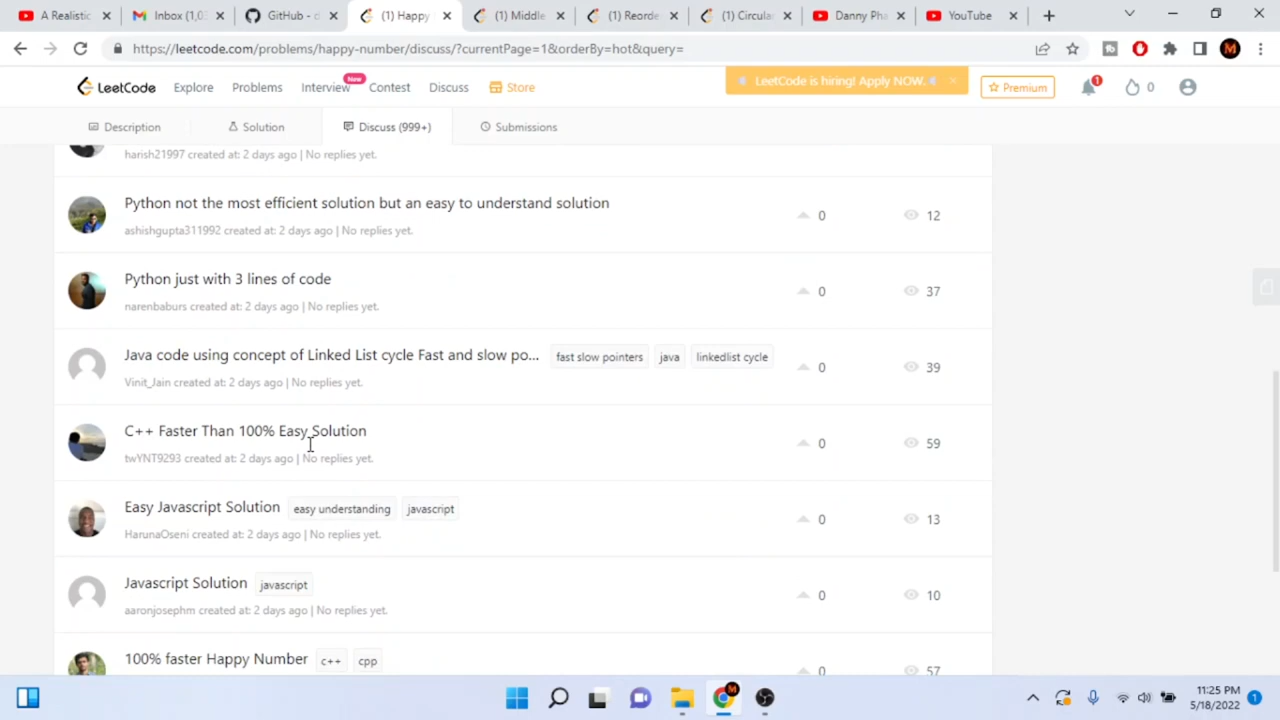 A Realistic
Inbox (1,03
GitHub - d
(1) Happy
(1) Middle
(1) Reorde
(1) Circular
Danny Pha
YouTube
https://leetcode.com/problems/happy-number/discuss/?currentPage=1&orderBy=hot&query=
M
LeetCode
Explore
Problems
Interview
New
Contest
Discuss
Store
LeetCode is hiring! Apply NOW.
Premium
1
0
Description
Solution
Discuss (999+)
Submissions
harish21997 created at: 2 days ago | No replies yet.
Python not the most efficient solution but an easy to understand solution
0
12
ashishgupta311992 created at: 2 days ago | No replies yet.
Python just with 3 lines of code
0
37
narenbaburs created at: 2 days ago | No replies yet.
Java code using concept of Linked List cycle Fast and slow po...
fast slow pointers
java
linkedlist cycle
0
39
Vinit_Jain created at: 2 days ago | No replies yet.
C++ Faster Than 100% Easy Solution
0
59
twYNT9293 created at: 2 days ago | No replies yet.
Easy Javascript Solution
easy understanding
javascript
0
13
HarunaOseni created at: 2 days ago | No replies yet.
Javascript Solution
javascript
0
10
aaronjosephm created at: 2 days ago | No replies yet.
100% faster Happy Number
c++
cpp
0
57
M
11:25 PM
5/18/2022
1